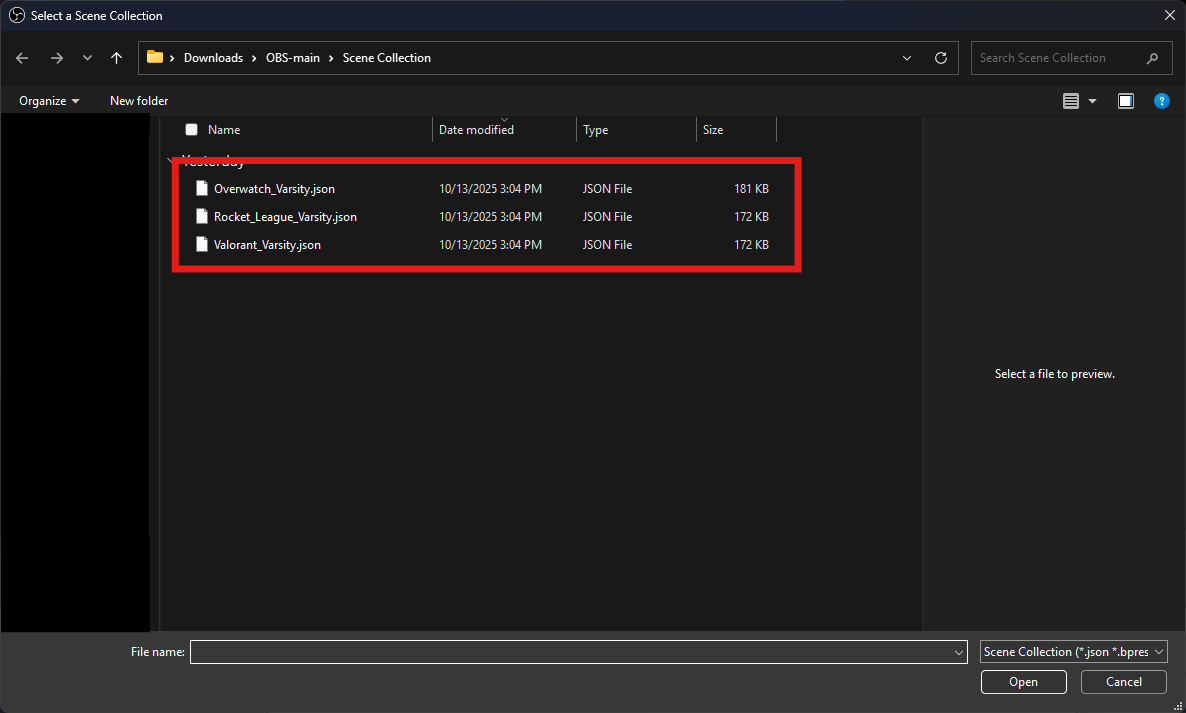 Select a Scene Collection
Downloads > OBS-main > Scene Collection
Search Scene Collection
Organize New folder
?
Name Date modified Type Size
Yesterday
Overwatch_Varsity.json 10/13/2025 3:04 PM JSON File 181 KB
Rocket_League_Varsity.json 10/13/2025 3:04 PM JSON File 172 KB
Valorant_Varsity.json 10/13/2025 3:04 PM JSON File 172 KB
Select a file to preview.
File name: Scene Collection (*.json *.bpres
Open Cancel